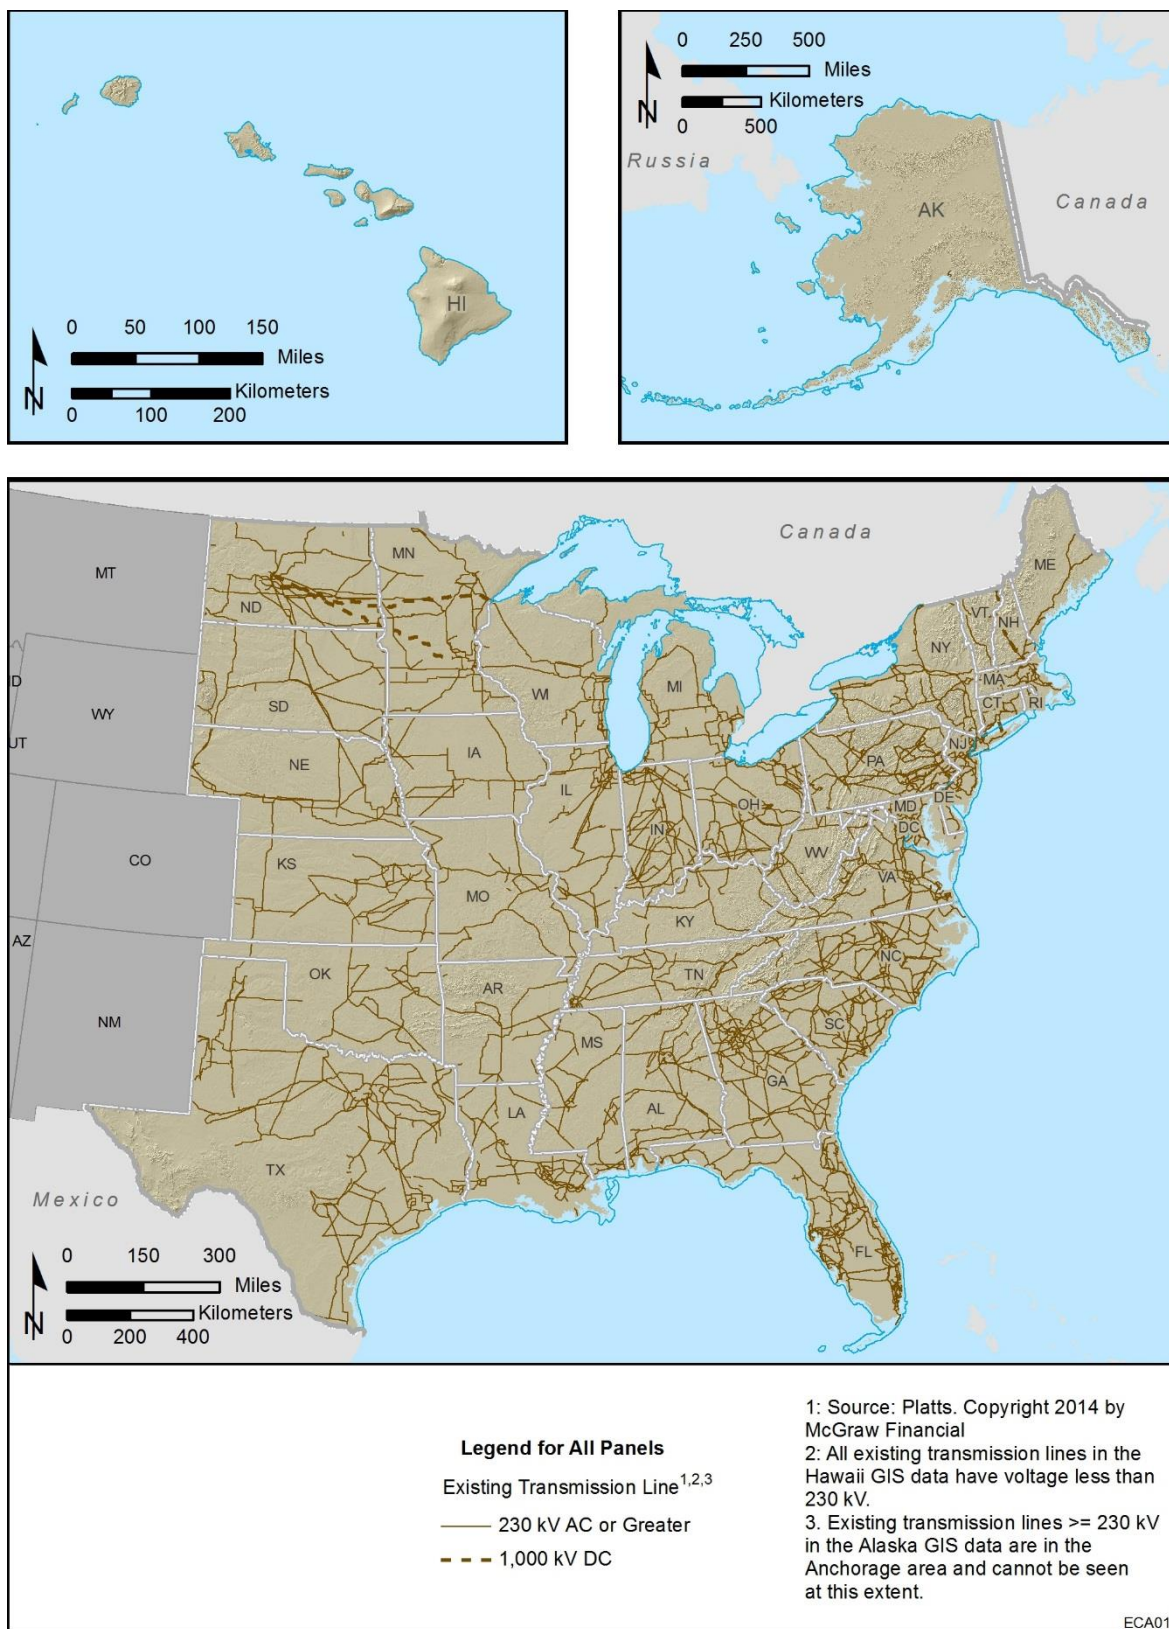 HI
0 50 100 150
Miles
Kilometers
0 100 200
N
0 250 500
Miles
Kilometers
0 500
N
Russia
AK
Canada
Canada
MT
ND
MN
ME
VT
NH
NY
ID
WY
SD
WI
MI
MA
CT
RI
UT
NE
IA
IL
PA
NJ
OH
MD
DE
DC
IN
CO
KS
MO
WV
VA
KY
AZ
OK
AR
TN
NC
NM
MS
SC
LA
AL
GA
TX
Mexico
FL
0 150 300
Miles
Kilometers
0 200 400
N
Legend for All Panels
Existing Transmission Line1,2,3
230 kV AC or Greater
1,000 kV DC
1: Source: Platts. Copyright 2014 by
McGraw Financial
2: All existing transmission lines in the
Hawaii GIS data have voltage less than
230 kV.
3. Existing transmission lines >= 230 kV
in the Alaska GIS data are in the
Anchorage area and cannot be seen
at this extent.
ECA01